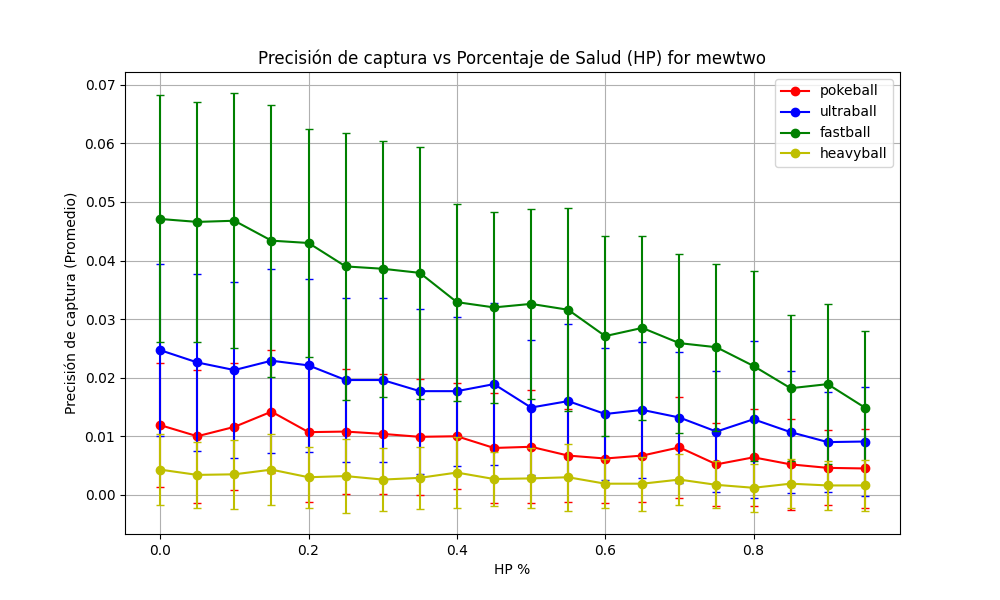 Precisión de captura vs Porcentaje de Salud (HP) for mewtwo
pokeball
ultraball
fastball
heavyball
Precisión de captura (Promedio)
0.07
0.06
0.05
0.04
0.03
0.02
0.01
0.00
0.0 0.2 0.4 0.6 0.8
HP %